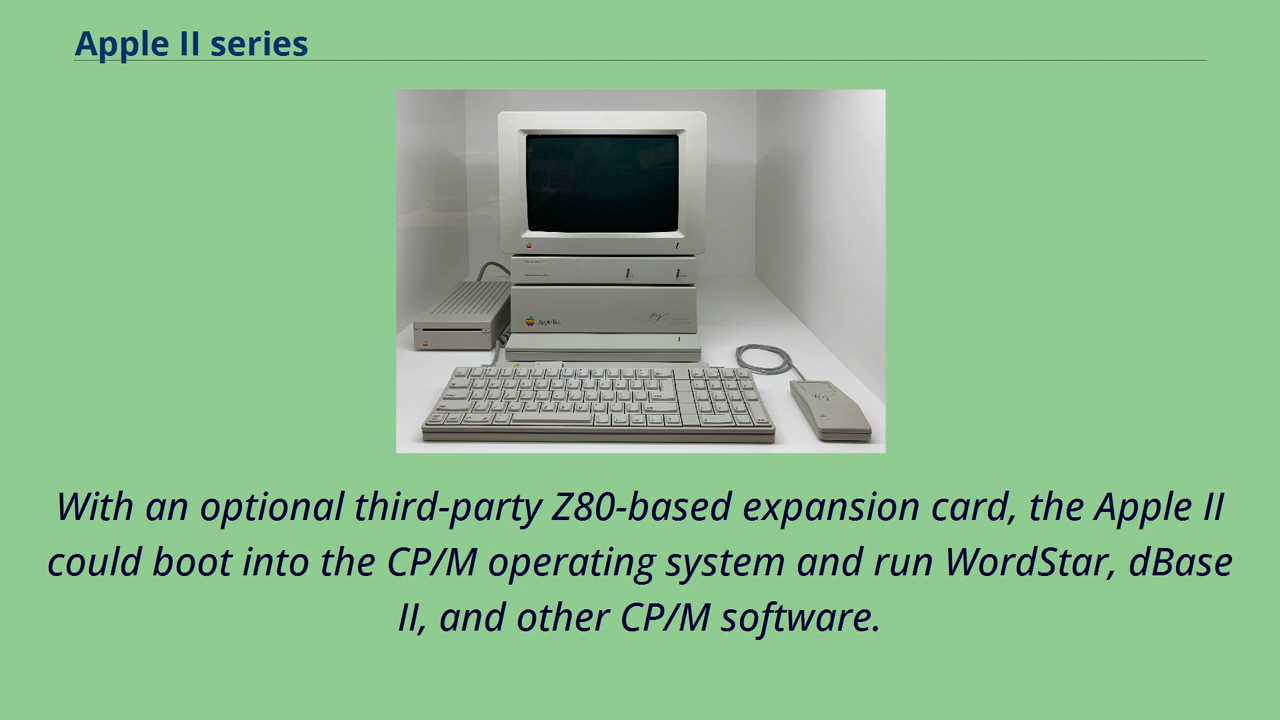 Apple II series
With an optional third-party Z80-based expansion card, the Apple II
could boot into the CP/M operating system and run WordStar, dBase
II, and other CP/M software.